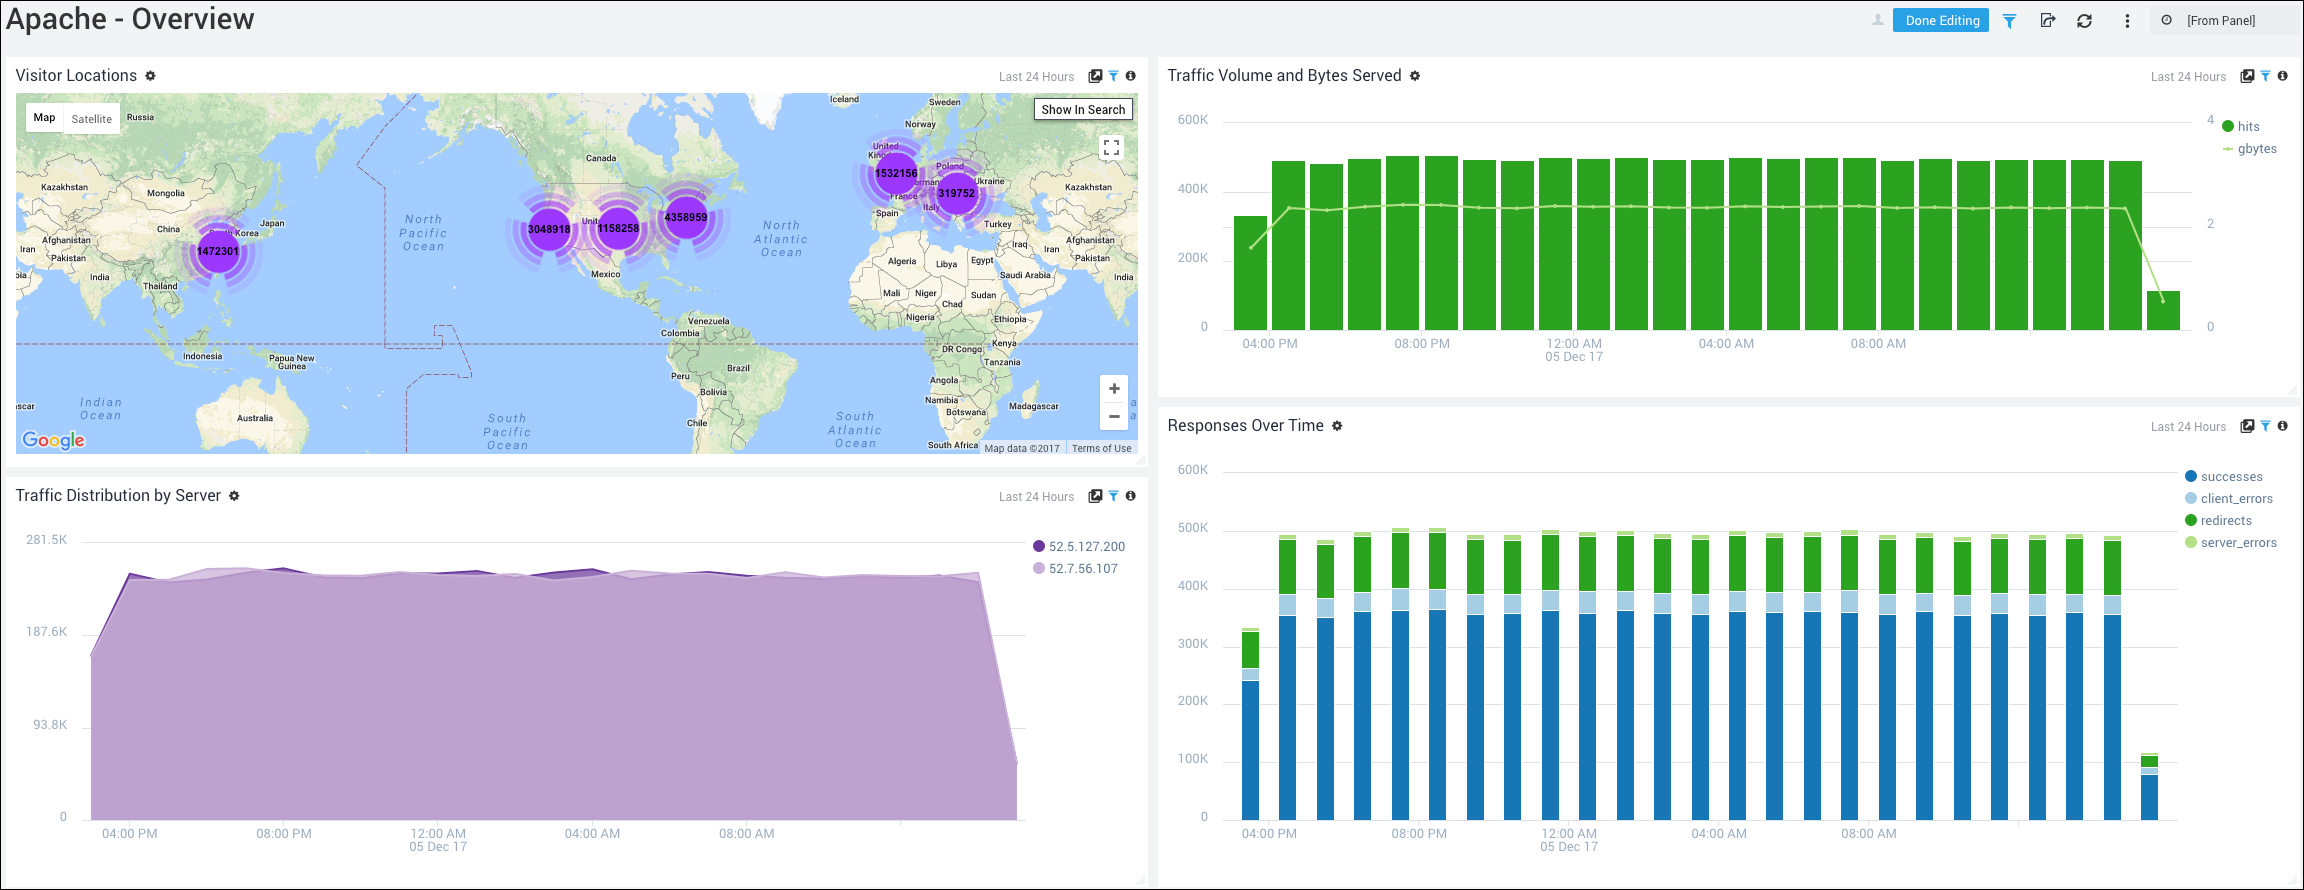 Apache - Overview
Done Editing
[From Panel]
Visitor Locations
Last 24 Hours
Map
Satellite
Show In Search
Russia
Iceland
Sweden
Norway
Canada
United
Kingdom
Poland
Ukraine
Germany
France
Italy
Spain
Turkey
Kazakhstan
Mongolia
Kazakhstan
China
Japan
South Korea
Afghanistan
Pakistan
Iran
India
Thailand
North
Pacific
Ocean
North
Atlantic
Ocean
Mexico
Iraq
Iran
Afghanistan
Pakistan
Algeria
Libya
Egypt
Saudi Arabia
India
Mali
Niger
Chad
Sudan
Nigeria
Ethiopia
Venezuela
Colombia
DR Congo
Kenya
Tanzania
Indonesia
Papua New
Guinea
Peru
Brazil
Bolivia
Angola
Namibia
Botswana
Madagascar
Indian
Ocean
Australia
South
Pacific
Ocean
Chile
South
Atlantic
Ocean
South Africa
1472301
3048918
1158258
4358959
1532156
319752
Google
Map data ©2017
Terms of Use
Traffic Volume and Bytes Served
Last 24 Hours
600K
400K
200K
0
4
2
0
hits
gbytes
04:00 PM
08:00 PM
12:00 AM
05 Dec 17
04:00 AM
08:00 AM
Traffic Distribution by Server
Last 24 Hours
281.5K
187.6K
93.8K
0
52.5.127.200
52.7.56.107
04:00 PM
08:00 PM
12:00 AM
05 Dec 17
04:00 AM
08:00 AM
Responses Over Time
Last 24 Hours
600K
500K
400K
300K
200K
100K
0
successes
client_errors
redirects
server_errors
04:00 PM
08:00 PM
12:00 AM
05 Dec 17
04:00 AM
08:00 AM